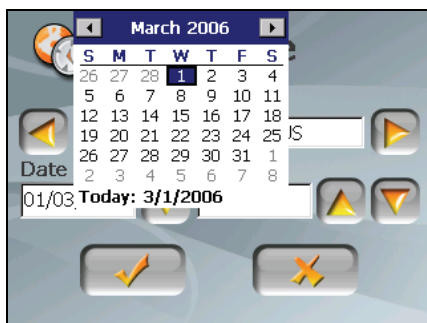 March 2006
S M T W T F S
26 27 28 1 2 3 4
5 6 7 8 9 10 11
12 13 14 15 16 17 18
19 20 21 22 23 24 25
US
26 27 28 29 30 31 1
Date
2 3 4 5 6 7 8
01/03
Today: 3/1/2006